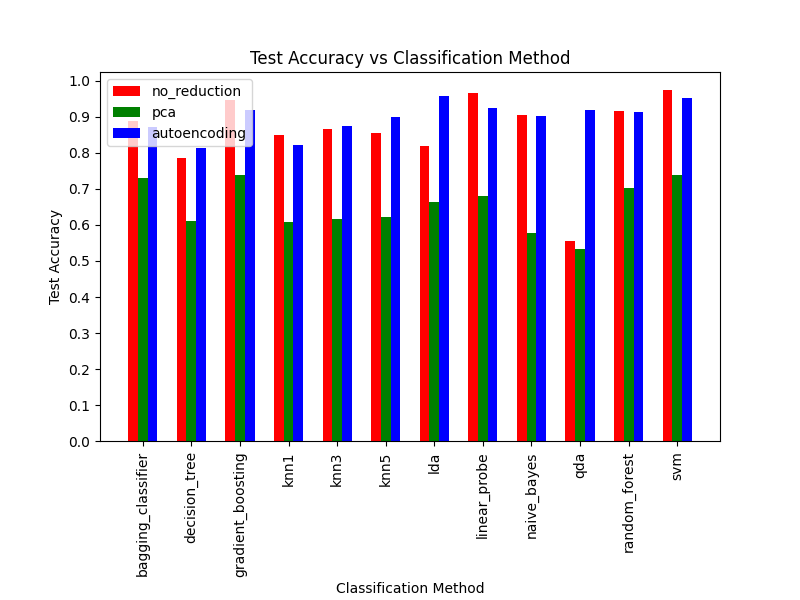 Test Accuracy vs Classification Method
no_reduction
pca
autoencoding
Test Accuracy
1.0
0.9
0.8
0.7
0.6
0.5
0.4
0.3
0.2
0.1
0.0
bagging_classifier
decision_tree
gradient_boosting
knn1
knn3
knn5
lda
linear_probe
naive_bayes
qda
random_forest
svm
Classification Method